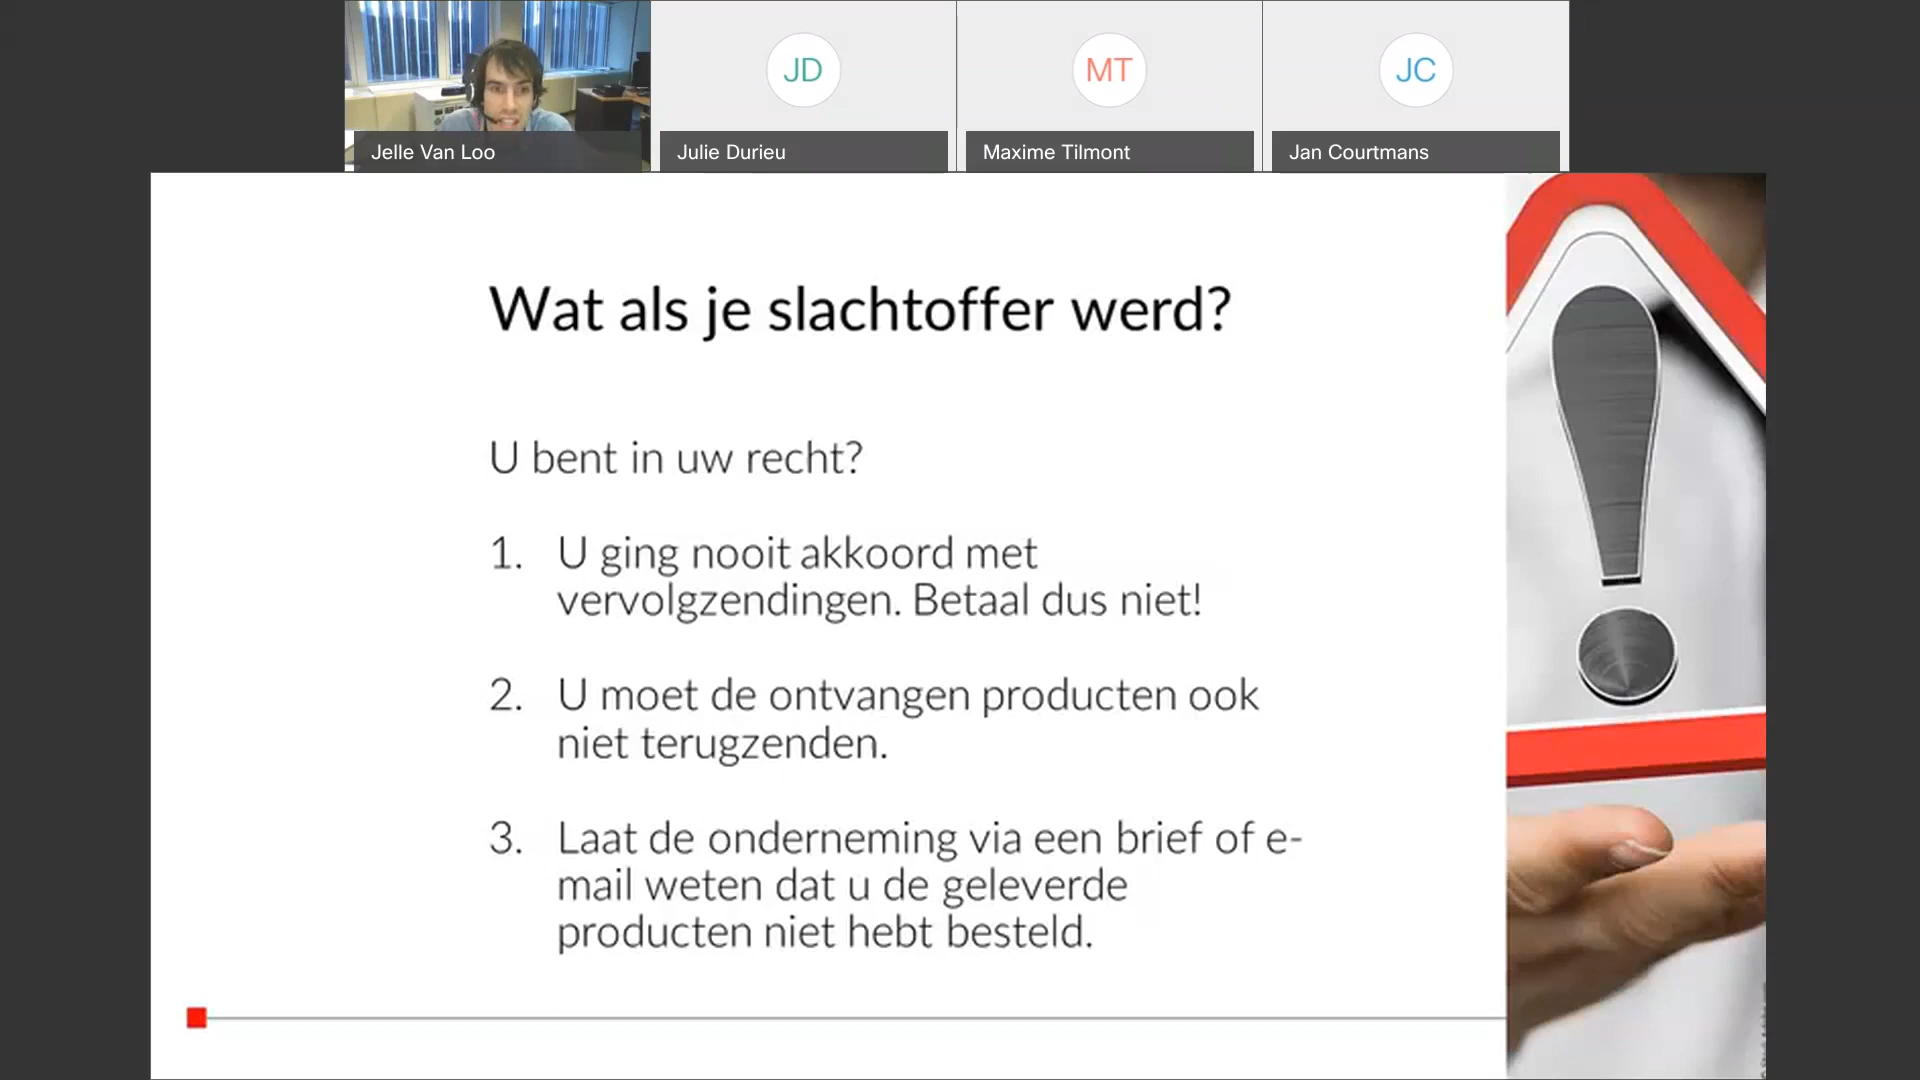 JD
MT
JC
Jelle Van Loo
Julie Durieu
Maxime Tilmont
Jan Courtmans
Wat als je slachtoffer werd?
U bent in uw recht?
1. U ging nooit akkoord met
vervolgzendingen. Betaal dus niet!
2. U moet de ontvangen producten ook
niet terugzenden.
3. Laat de onderneming via een brief of e-
mail weten dat u de geleverde
producten niet hebt besteld.